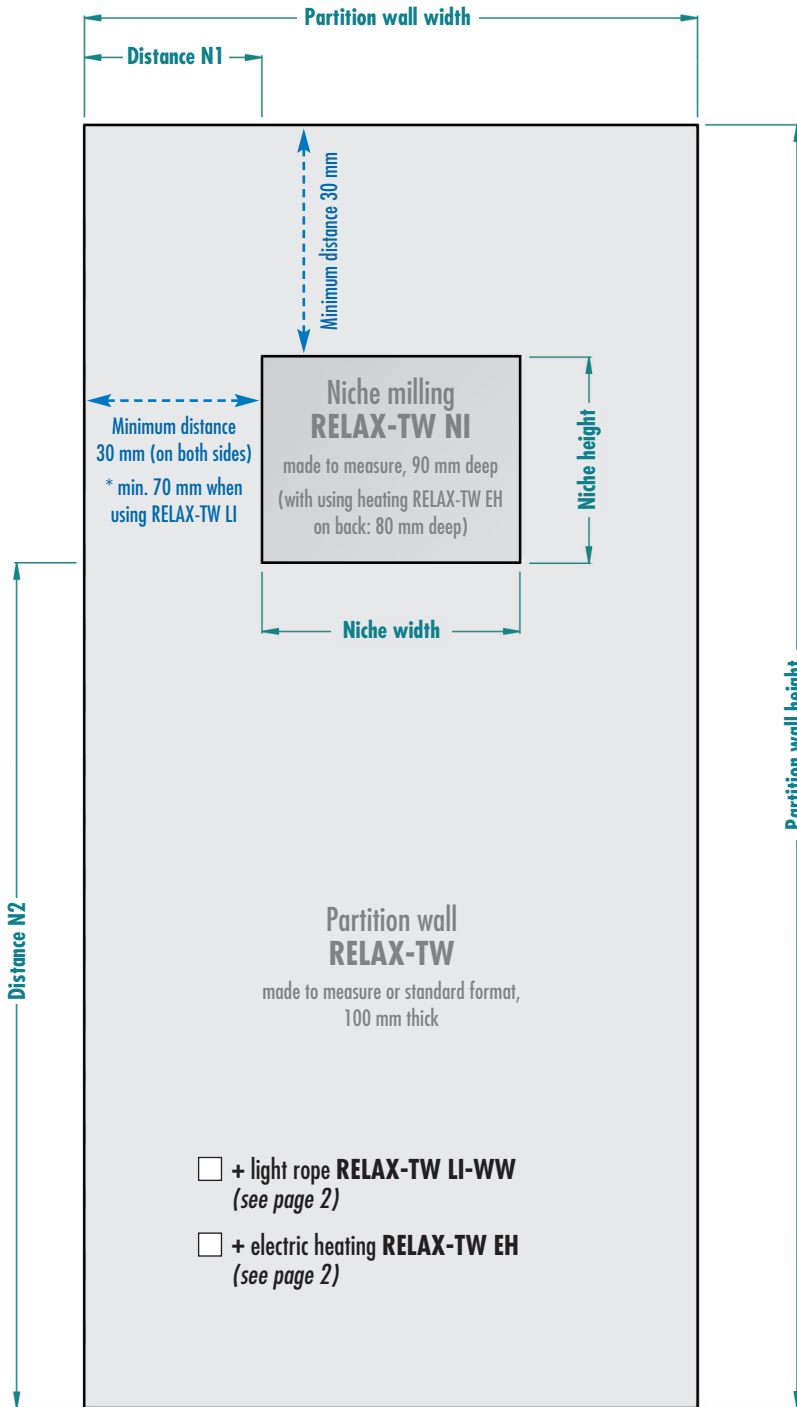 Partition wall width
Distance N1
Minimum distance 30 mm
Minimum distance
30 mm (on both sides)
* min. 70 mm when
using RELAX-TW LI
Niche milling
RELAX-TW NI
made to measure, 90 mm deep
(with using heating RELAX-TW EH
on back: 80 mm deep)
Niche height
Niche width
Partition wall height
Distance N2
Partition wall
RELAX-TW
made to measure or standard format,
100 mm thick
+ light rope RELAX-TW LI-WW
(see page 2)
+ electric heating RELAX-TW EH
(see page 2)